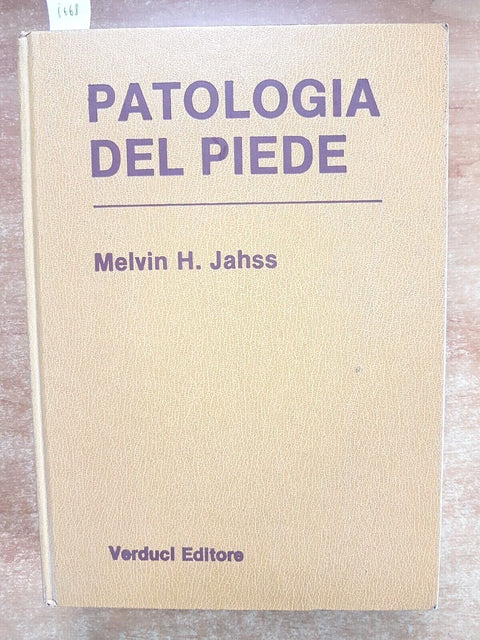 PATOLOGIA
DEL PIEDE
Melvin H. Jahss
Verduci Editore